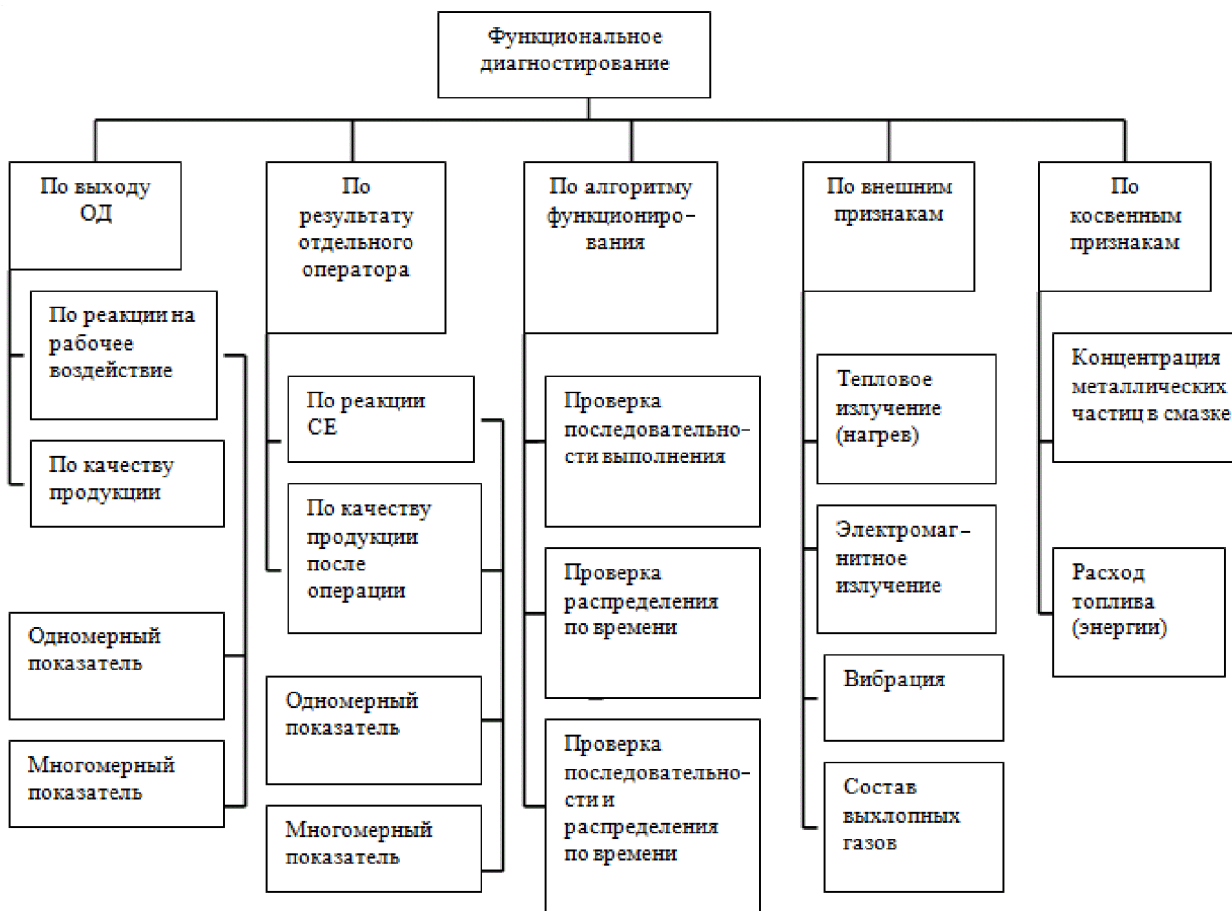 Функциональное
диагностирование
По выходу
ОД
По
результату
отдельного
оператора
По алгоритму
функциониро–
вания
По внешним
признакам
По
косвенным
признакам
По реакции на
рабочее
воздействие
По качеству
продукции
Одномерный
показатель
Многомерный
показатель
По реакции
СЕ
По качеству
продукции
после
операции
Одномерный
показатель
Многомерный
показатель
Проверка
последовательно–
сти выполнения
Проверка
распределения
по времени
Проверка
последовательно–
сти и
распределения
по времени
Тепловое
излучение
(нагрев)
Электромаг–
нитное
излучение
Вибрация
Состав
выхлопных
газов
Концентрация
металлических
частиц в смазке
Расход
топлива
(энергии)